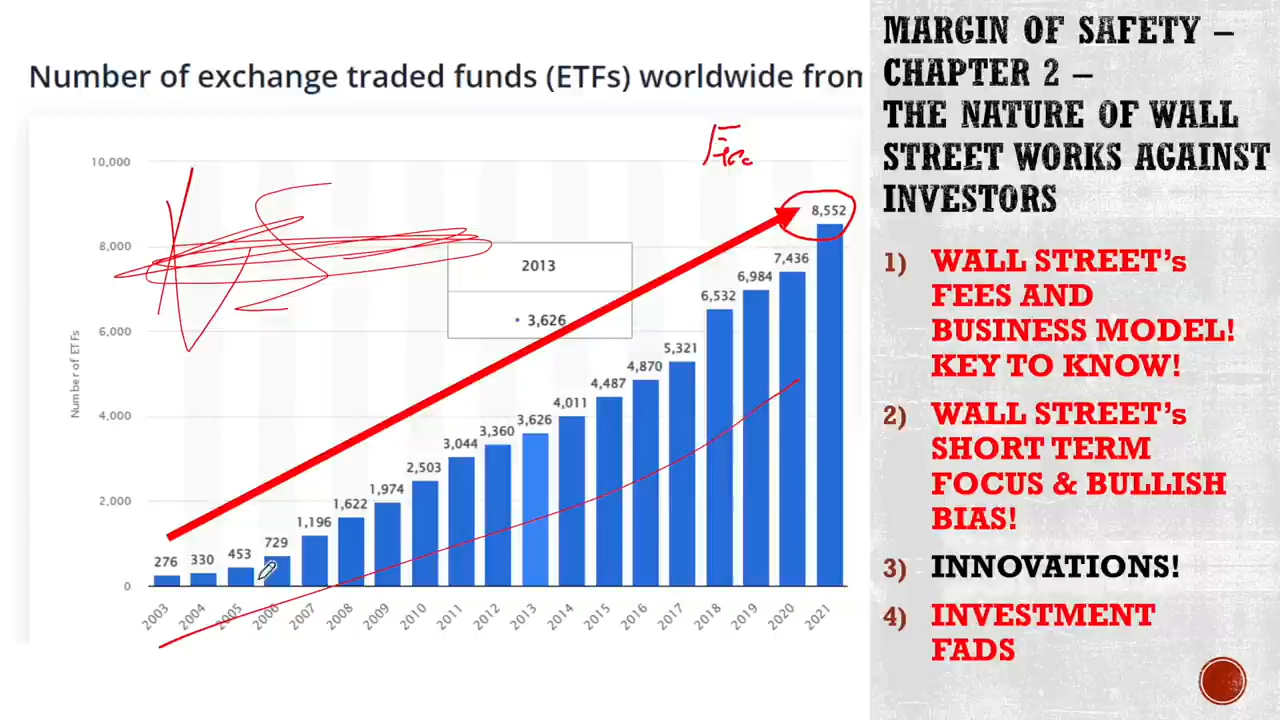 Number of exchange traded funds (ETFs) worldwide from
10,000
8,000
6,000
4,000
2,000
0
Number of ETFs
276
330
453
729
1,196
1,622
1,974
2,503
3,044
3,360
3,626
4,011
4,487
4,870
5,321
6,532
6,984
7,436
8,552
2013
• 3,626
2003
2004
2005
2006
2007
2008
2009
2010
2011
2012
2013
2014
2015
2016
2017
2018
2019
2020
2021
MARGIN OF SAFETY –
CHAPTER 2 –
THE NATURE OF WALL
STREET WORKS AGAINST
INVESTORS
1) WALL STREET's
FEES AND
BUSINESS MODEL!
KEY TO KNOW!
2) WALL STREET's
SHORT TERM
FOCUS & BULLISH
BIAS!
3) INNOVATIONS!
4) INVESTMENT
FADS